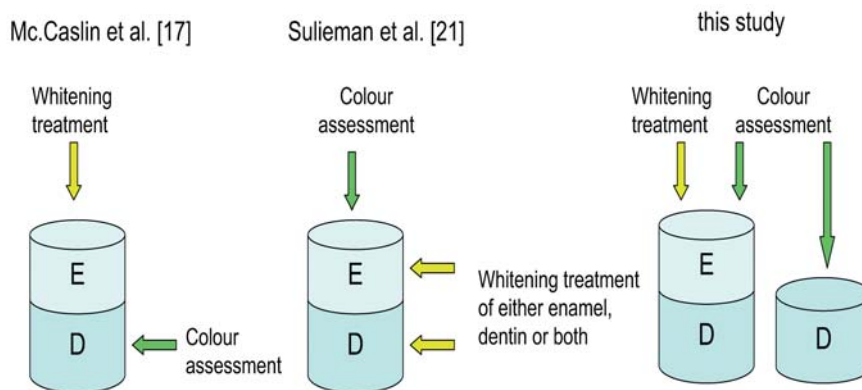 Mc.Caslin et al. [17]
Whitening
treatment
E
D
Colour
assessment
Sulieman et al. [21]
Colour
assessment
E
D
Whitening treatment
of either enamel,
dentin or both
this study
Whitening
treatment
Colour
assessment
E
D
D